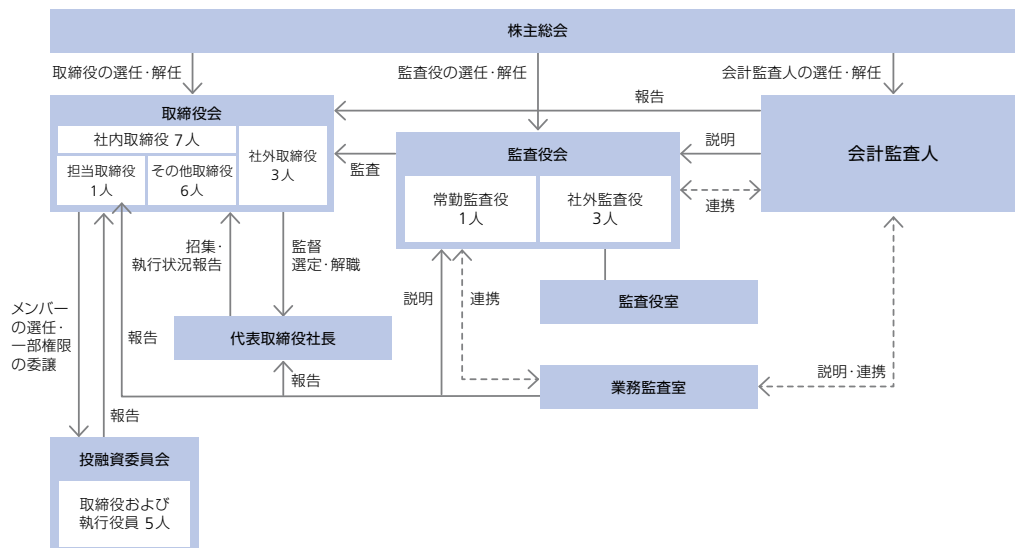 株主総会
取締役の選任・解任
監査役の選任・解任
会計監査人の選任・解任
報告
取締役会
社内取締役 7人
担当取締役
1人
その他取締役
6人
社外取締役
3人
監査
監査役会
常勤監査役
1人
社外監査役
3人
説明
連携
会計監査人
招集・
執行状況報告
監督
選定・解職
説明
連携
監査役室
メンバー
の選任・
一部権限
の委譲
報告
代表取締役社長
報告
業務監査室
説明・連携
報告
投融資委員会
取締役および
執行役員 5人